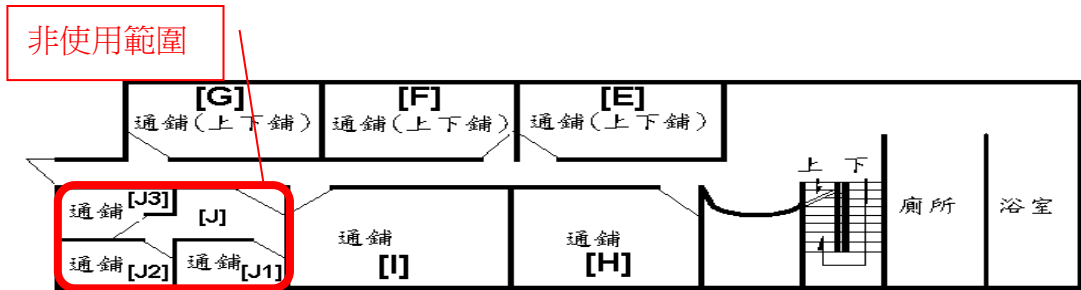 非使用範圍
[G]
通鋪(上下鋪)
[F]
通鋪(上下鋪)
[E]
通鋪(上下鋪)
上 下
廁所
浴室
通鋪
[J3]
[J]
通鋪
[J2]
通鋪
[J1]
通鋪
[I]
通鋪
[H]